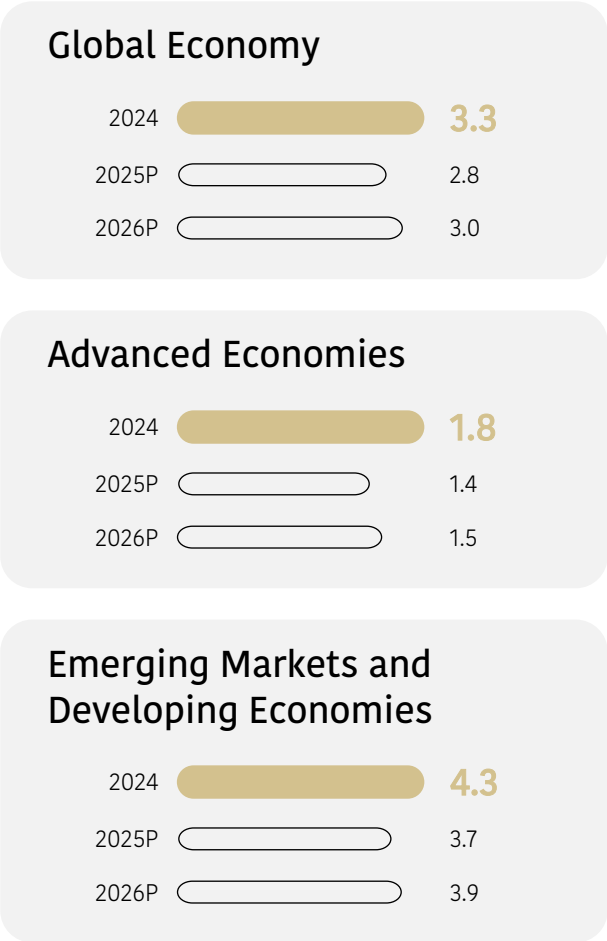 Global Economy
2024 3.3
2025P 2.8
2026P 3.0
Advanced Economies
2024 1.8
2025P 1.4
2026P 1.5
Emerging Markets and
Developing Economies
2024 4.3
2025P 3.7
2026P 3.9